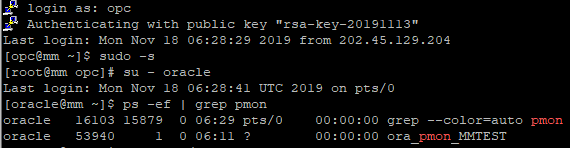 login as: opc
Authenticating with public key "rsa-key-20191113"
Last login: Mon Nov 18 06:28:29 2019 from 202.45.129.204
[opc@mm ~]$ sudo -s
[root@mm opc]# su - oracle
Last login: Mon Nov 18 06:28:41 UTC 2019 on pts/0
[oracle@mm ~]$ ps -ef | grep pmon
oracle   16103 15879  0 06:29 pts/0    00:00:00 grep --color=auto pmon
oracle   53940     1  0 06:11 ?        00:00:00 ora_pmon_MMTEST